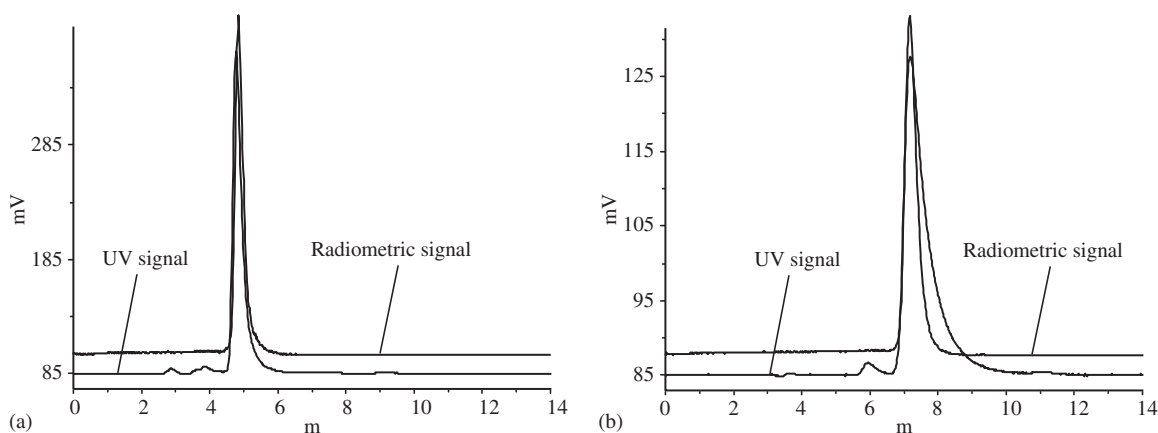 285
mV
185
85
UV signal
Radiometric signal
0 2 4 6 8 10 12 14
m
(a)
125
115
mV
105
95
85
UV signal
Radiometric signal
0 2 4 6 8 10 12 14
m
(b)